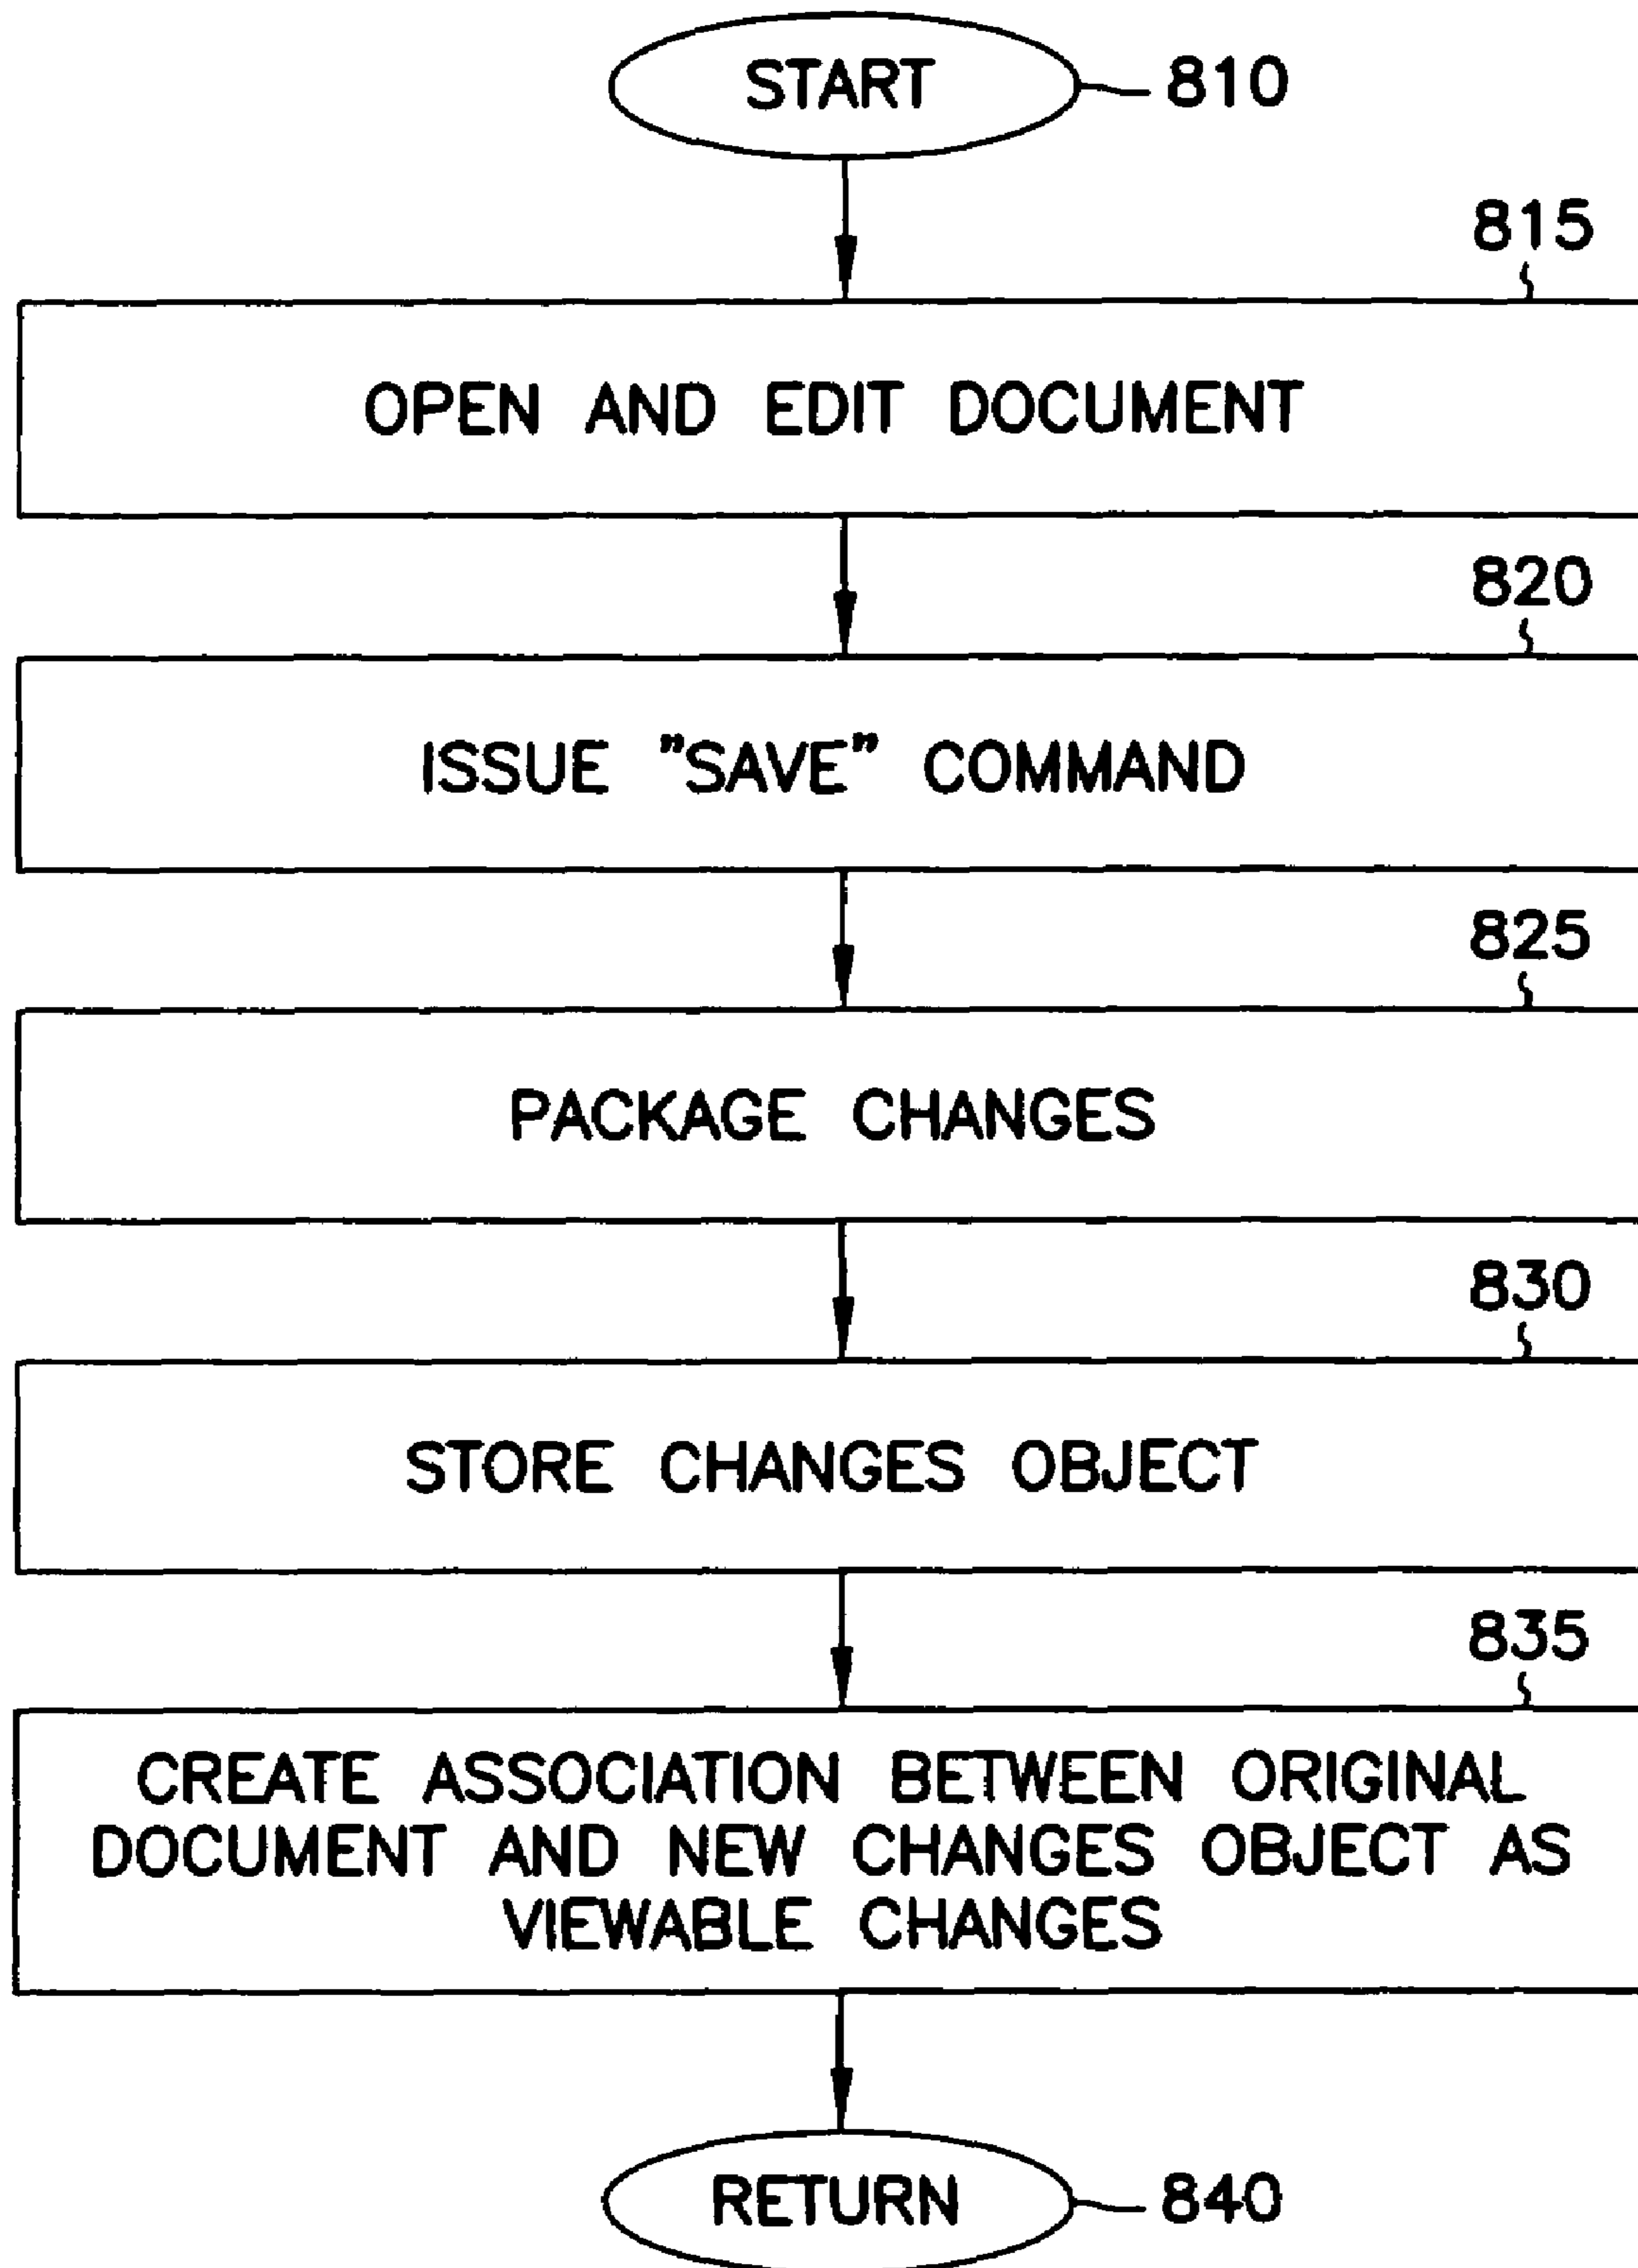 START 810
815
OPEN AND EDIT DOCUMENT
820
ISSUE "SAVE" COMMAND
825
PACKAGE CHANGES
830
STORE CHANGES OBJECT
835
CREATE ASSOCIATION BETWEEN ORIGINAL
DOCUMENT AND NEW CHANGES OBJECT AS
VIEWABLE CHANGES
RETURN 840